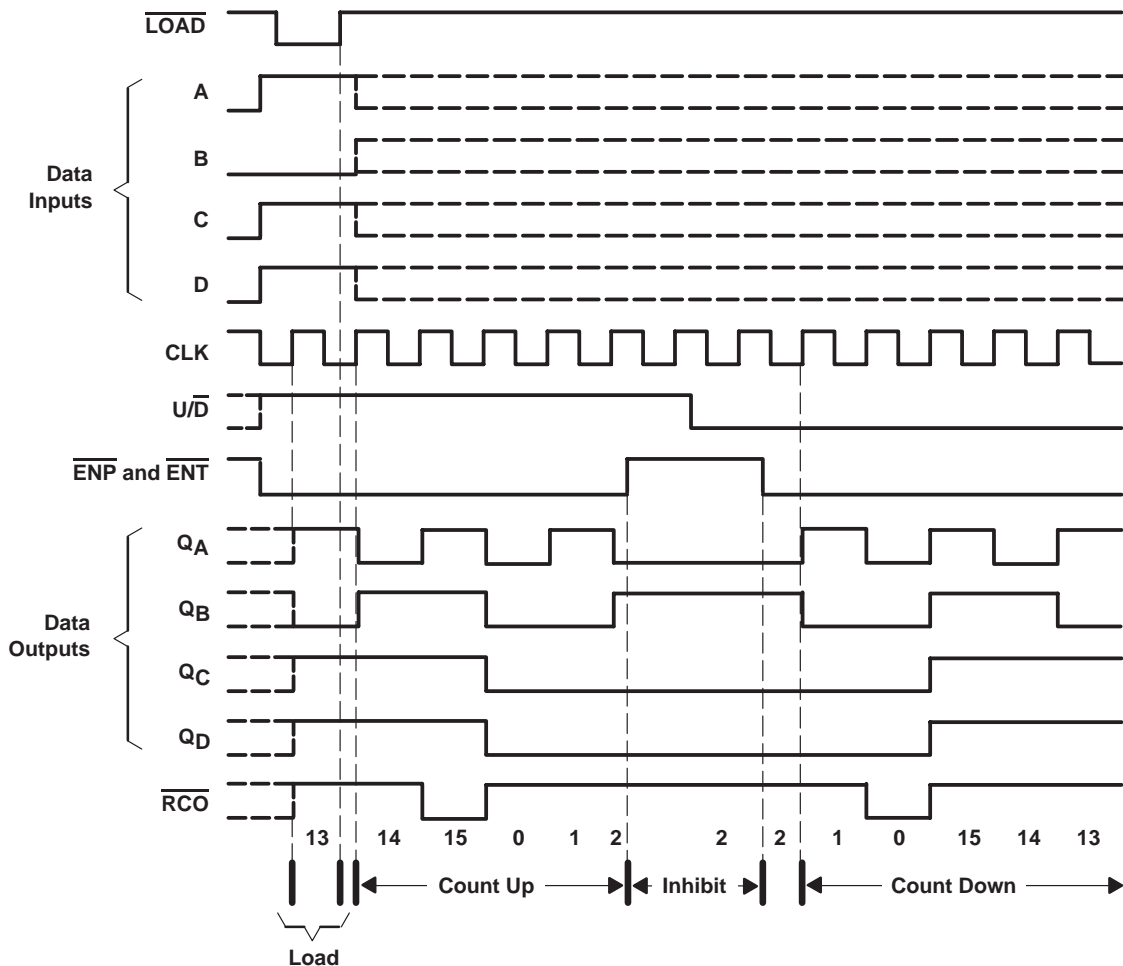 LOAD
A
B
C
D
Data
Inputs
CLK
U/D
ENP and ENT
QA
QB
QC
QD
Data
Outputs
RCO
13 14 15 0 1 2 2 2 1 0 15 14 13
Count Up Inhibit Count Down
Load